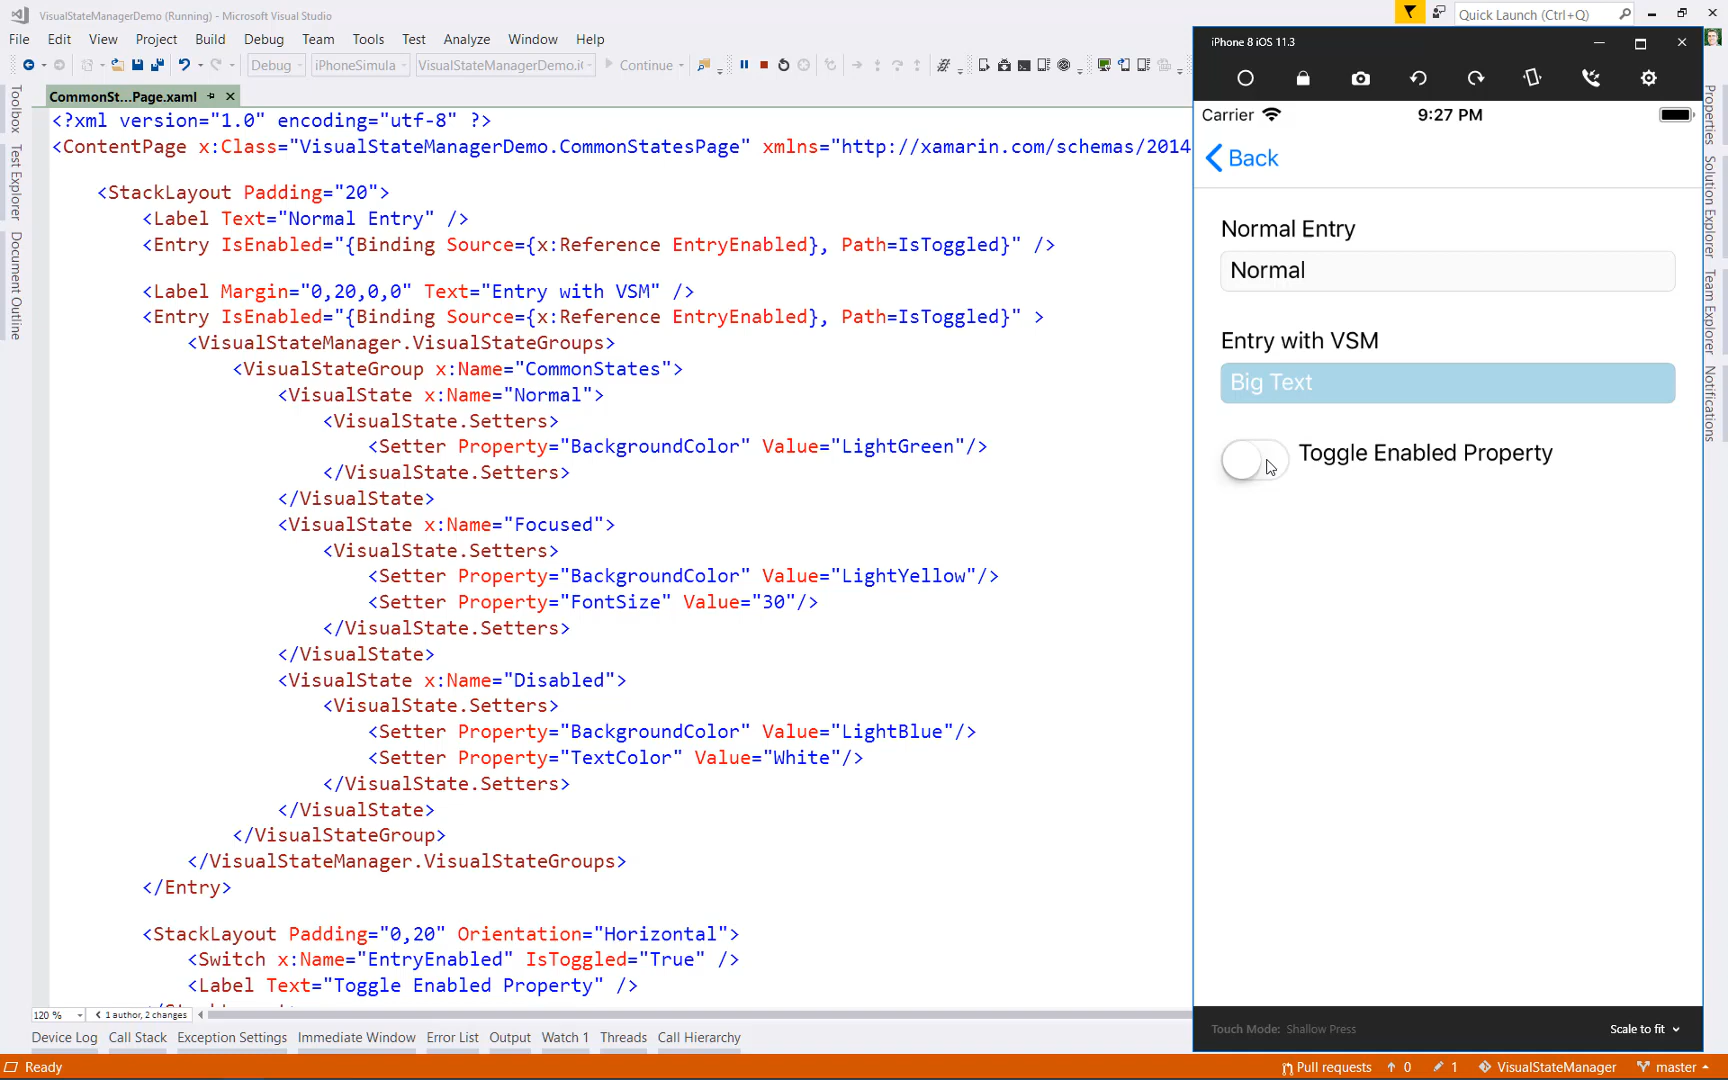 VisualStateManagerDemo (Running) - Microsoft Visual Studio
Quick Launch (Ctrl+Q)
File Edit View Project Build Debug Team Tools Test Analyze Window Help
Debug iPhoneSimula VisualStateManagerDemo.i( Continue
CommonSt...Page.xaml
Toolbox
Test Explorer
Document Outline
<?xml version="1.0" encoding="utf-8" ?>
<ContentPage x:Class="VisualStateManagerDemo.CommonStatesPage" xmlns="http://xamarin.com/schemas/2014
<StackLayout Padding="20">
<Label Text="Normal Entry" />
<Entry IsEnabled="{Binding Source={x:Reference EntryEnabled}, Path=IsToggled}" />
<Label Margin="0,20,0,0" Text="Entry with VSM" />
<Entry IsEnabled="{Binding Source={x:Reference EntryEnabled}, Path=IsToggled}" >
<VisualStateManager.VisualStateGroups>
<VisualStateGroup x:Name="CommonStates">
<VisualState x:Name="Normal">
<VisualState.Setters>
<Setter Property="BackgroundColor" Value="LightGreen"/>
</VisualState.Setters>
</VisualState>
<VisualState x:Name="Focused">
<VisualState.Setters>
<Setter Property="BackgroundColor" Value="LightYellow"/>
<Setter Property="FontSize" Value="30"/>
</VisualState.Setters>
</VisualState>
<VisualState x:Name="Disabled">
<VisualState.Setters>
<Setter Property="BackgroundColor" Value="LightBlue"/>
<Setter Property="TextColor" Value="White"/>
</VisualState.Setters>
</VisualState>
</VisualStateGroup>
</VisualStateManager.VisualStateGroups>
</Entry>
<StackLayout Padding="0,20" Orientation="Horizontal">
<Switch x:Name="EntryEnabled" IsToggled="True" />
<Label Text="Toggle Enabled Property" />
120 % 1 author, 2 changes
Device Log Call Stack Exception Settings Immediate Window Error List Output Watch 1 Threads Call Hierarchy
iPhone 8 iOS 11.3
Carrier 9:27 PM
Back
Normal Entry
Normal
Entry with VSM
Big Text
Toggle Enabled Property
Touch Mode: Shallow Press Scale to fit
Properties
Solution Explorer
Team Explorer
Notifications
Ready Pull requests 0 1 VisualStateManager master